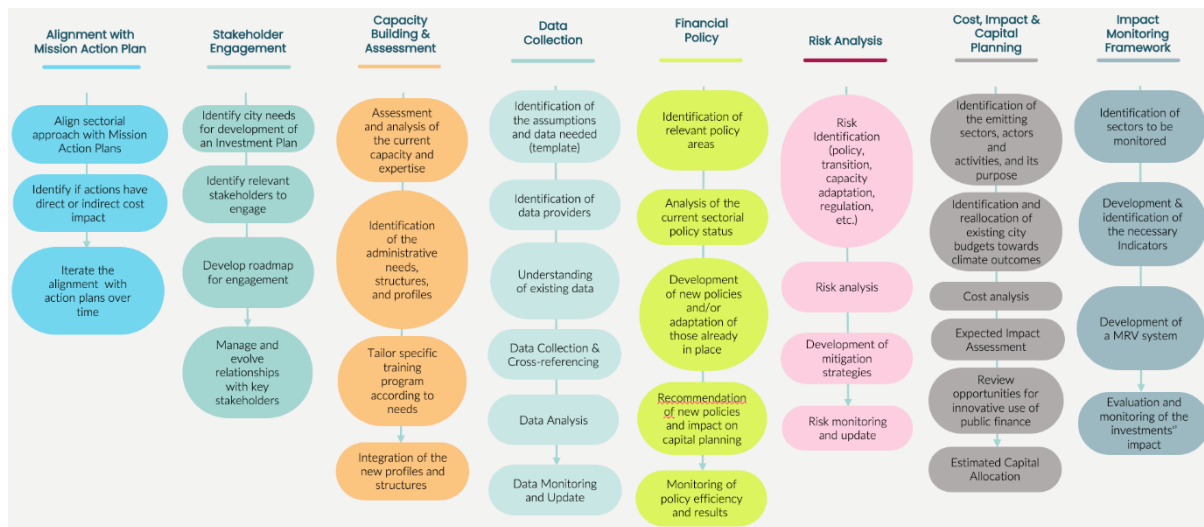 Alignment with
Mission Action Plan
Align sectorial
approach with Mission
Action Plans
Identify if actions have
direct or indirect cost
impact
Iterate the
alignment with
action plans over
time
Stakeholder
Engagement
Identify city needs
for development of
an Investment Plan
Identify relevant
stakeholders to
engage
Develop roadmap
for engagement
Manage and
evolve
relationships
with key
stakeholders
Capacity
Building &
Assessment
Assessment
and analysis of
the current
capacity and
expertise
Identification
of the
administrative
needs,
structures,
and profiles
Tailor specific
training
program
according to
needs
Integration of the
new profiles and
structures
Data
Collection
Identification of
the assumptions
and data needed
(template)
Identification of
data providers
Understanding
of existing data
Data Collection &
Cross-referencing
Data Analysis
Data Monitoring
and Update
Financial
Policy
Identification of
relevant policy
areas
Analysis of the
current sectorial
policy status
Development
of new policies
and/or
adaptation of
those already
in place
Recommendation
of new policies
and impact on
capital planning
Monitoring of
policy efficiency
and results
Risk Analysis
Risk
Identification
(policy,
transition,
capacity
adaptation,
regulation,
etc.)
Risk analysis
Development of
mitigation
strategies
Risk monitoring
and update
Cost, Impact &
Capital
Planning
Identification of
the emitting
sectors, actors
and
activities, and its
purpose
Identification and
reallocation of
existing city
budgets towards
climate outcomes
Cost analysis
Expected Impact
Assessment
Review
opportunities for
innovative use of
public finance
Estimated Capital
Allocation
Impact
Monitoring
Framework
Identification of
sectors to be
monitored
Development &
identification of
the necessary
Indicators
Development of
a MRV system
Evaluation and
monitoring of the
investments"
impact